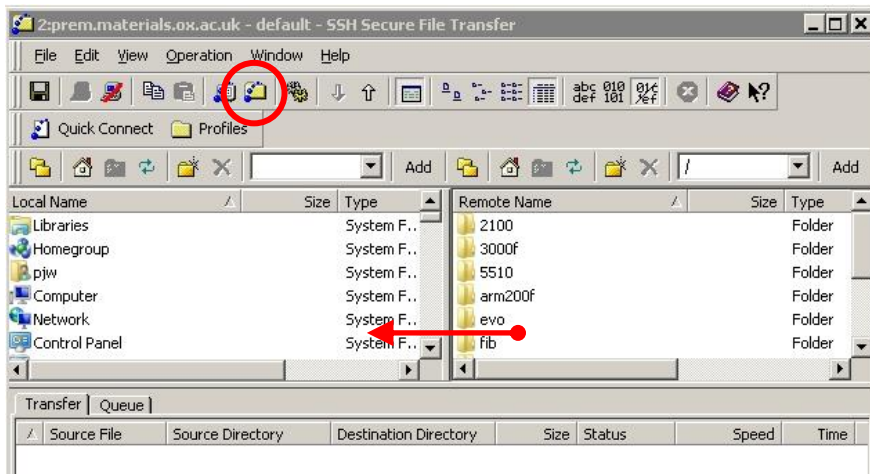 2:prem.materials.ox.ac.uk - default - SSH Secure File Transfer
File Edit View Operation Window Help
abc def 010 101
Quick Connect Profiles
Add / Add
Local Name Size Type Remote Name Size Type
Libraries System F.. 2100 Folder
Homegroup System F.. 3000f Folder
pjw System F.. 5510 Folder
Computer System F.. arm200f Folder
Network System F.. evo Folder
Control Panel System F.. fib Folder
Transfer Queue
Source File Source Directory Destination Directory Size Status Speed Time